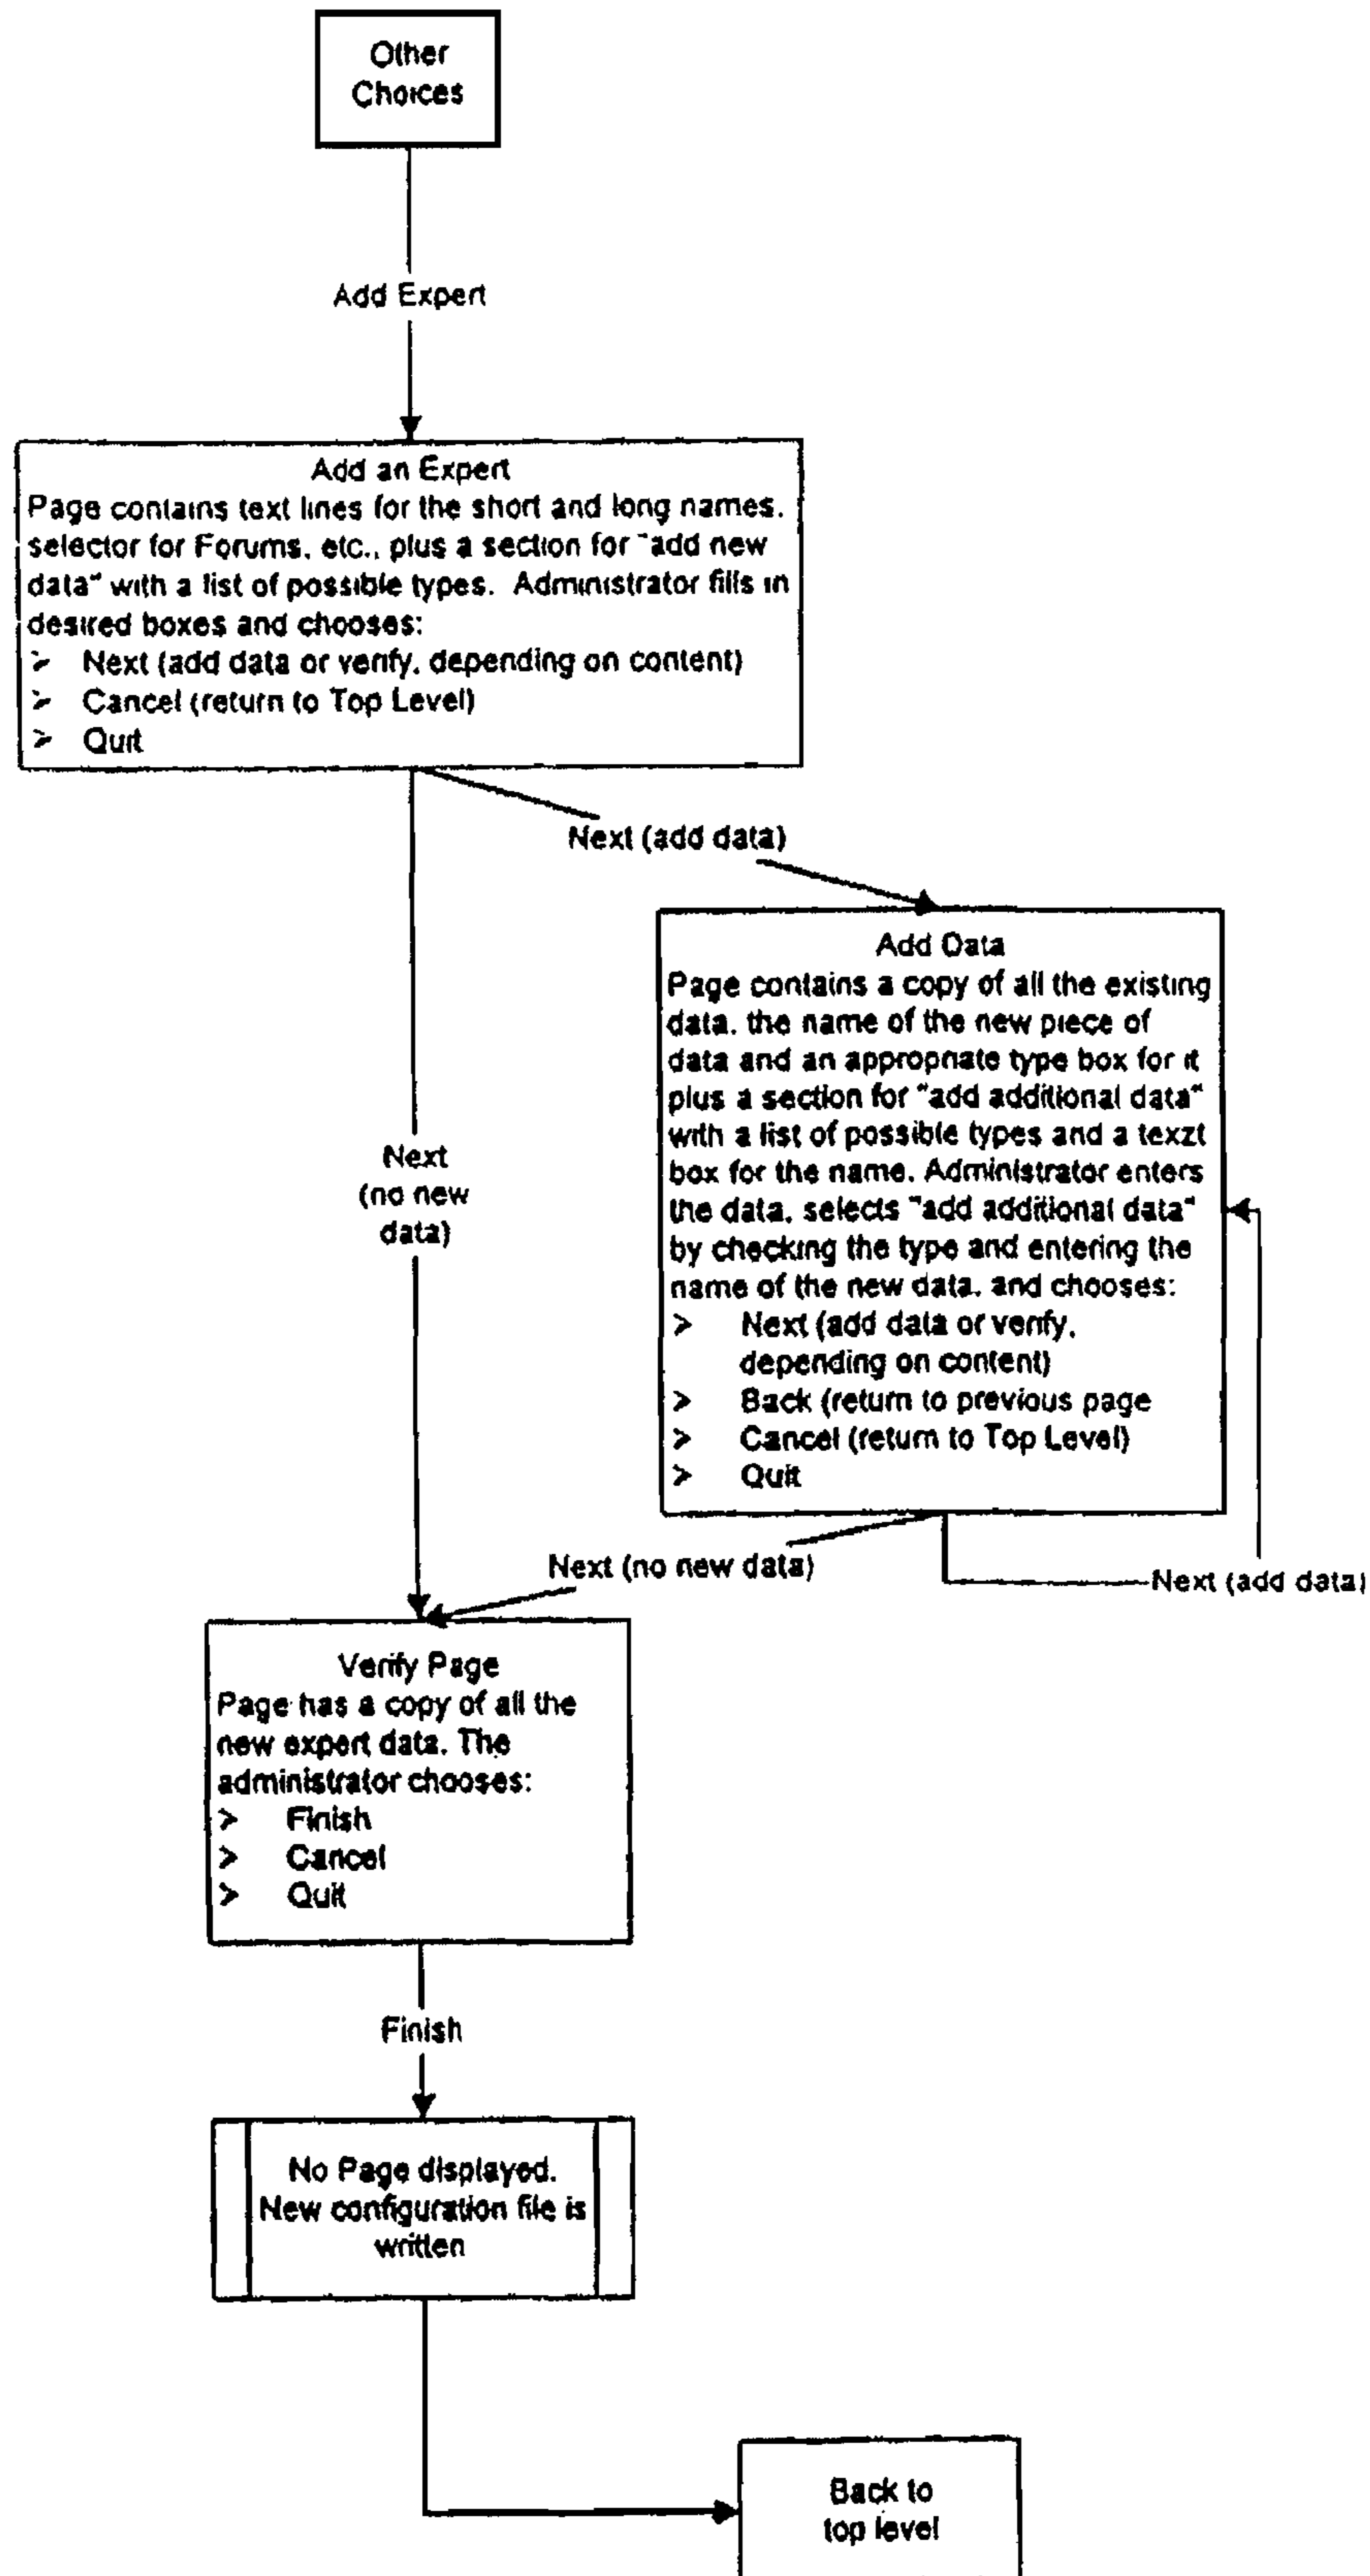 Other
Choices
Add Expert
Add an Expert
Page contains text lines for the short and long names,
selector for Forums, etc., plus a section for "add new
data" with a list of possible types. Administrator fills in
desired boxes and chooses:
➢ Next (add data or verify, depending on content)
➢ Cancel (return to Top Level)
➢ Quit
Next (add data)
Add Data
Page contains a copy of all the existing
data, the name of the new piece of
data and an appropriate type box for it
plus a section for "add additional data"
with a list of possible types and a texzt
box for the name. Administrator enters
the data, selects "add additional data"
by checking the type and entering the
name of the new data, and chooses:
➢ Next (add data or verify,
depending on content)
➢ Back (return to previous page
➢ Cancel (return to Top Level)
➢ Quit
Next
(no new
data)
Next (no new data)
Next (add data)
Verify Page
Page has a copy of all the
new expert data. The
administrator chooses:
➢ Finish
➢ Cancel
➢ Quit
Finish
No Page displayed.
New configuration file is
written
Back to
top level